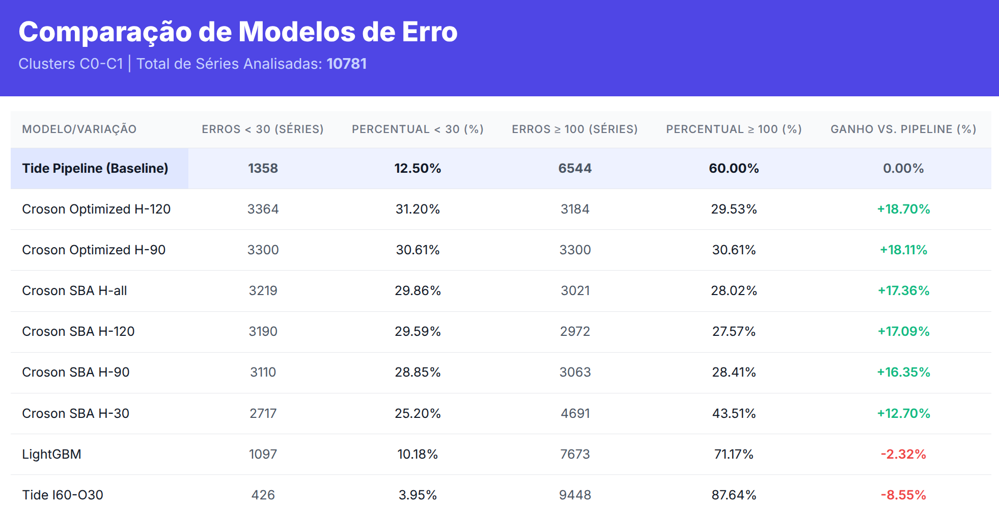 Comparação de Modelos de Erro
Clusters C0-C1 | Total de Séries Analisadas: 10781
MODELO/VARIAÇÃO ERROS < 30 (SÉRIES) PERCENTUAL < 30 (%) ERROS ≥ 100 (SÉRIES) PERCENTUAL ≥ 100 (%) GANHO VS. PIPELINE (%)
Tide Pipeline (Baseline) 1358 12.50% 6544 60.00% 0.00%
Croson Optimized H-120 3364 31.20% 3184 29.53% +18.70%
Croson Optimized H-90 3300 30.61% 3300 30.61% +18.11%
Croson SBA H-all 3219 29.86% 3021 28.02% +17.36%
Croson SBA H-120 3190 29.59% 2972 27.57% +17.09%
Croson SBA H-90 3110 28.85% 3063 28.41% +16.35%
Croson SBA H-30 2717 25.20% 4691 43.51% +12.70%
LightGBM 1097 10.18% 7673 71.17% -2.32%
Tide I60-O30 426 3.95% 9448 87.64% -8.55%